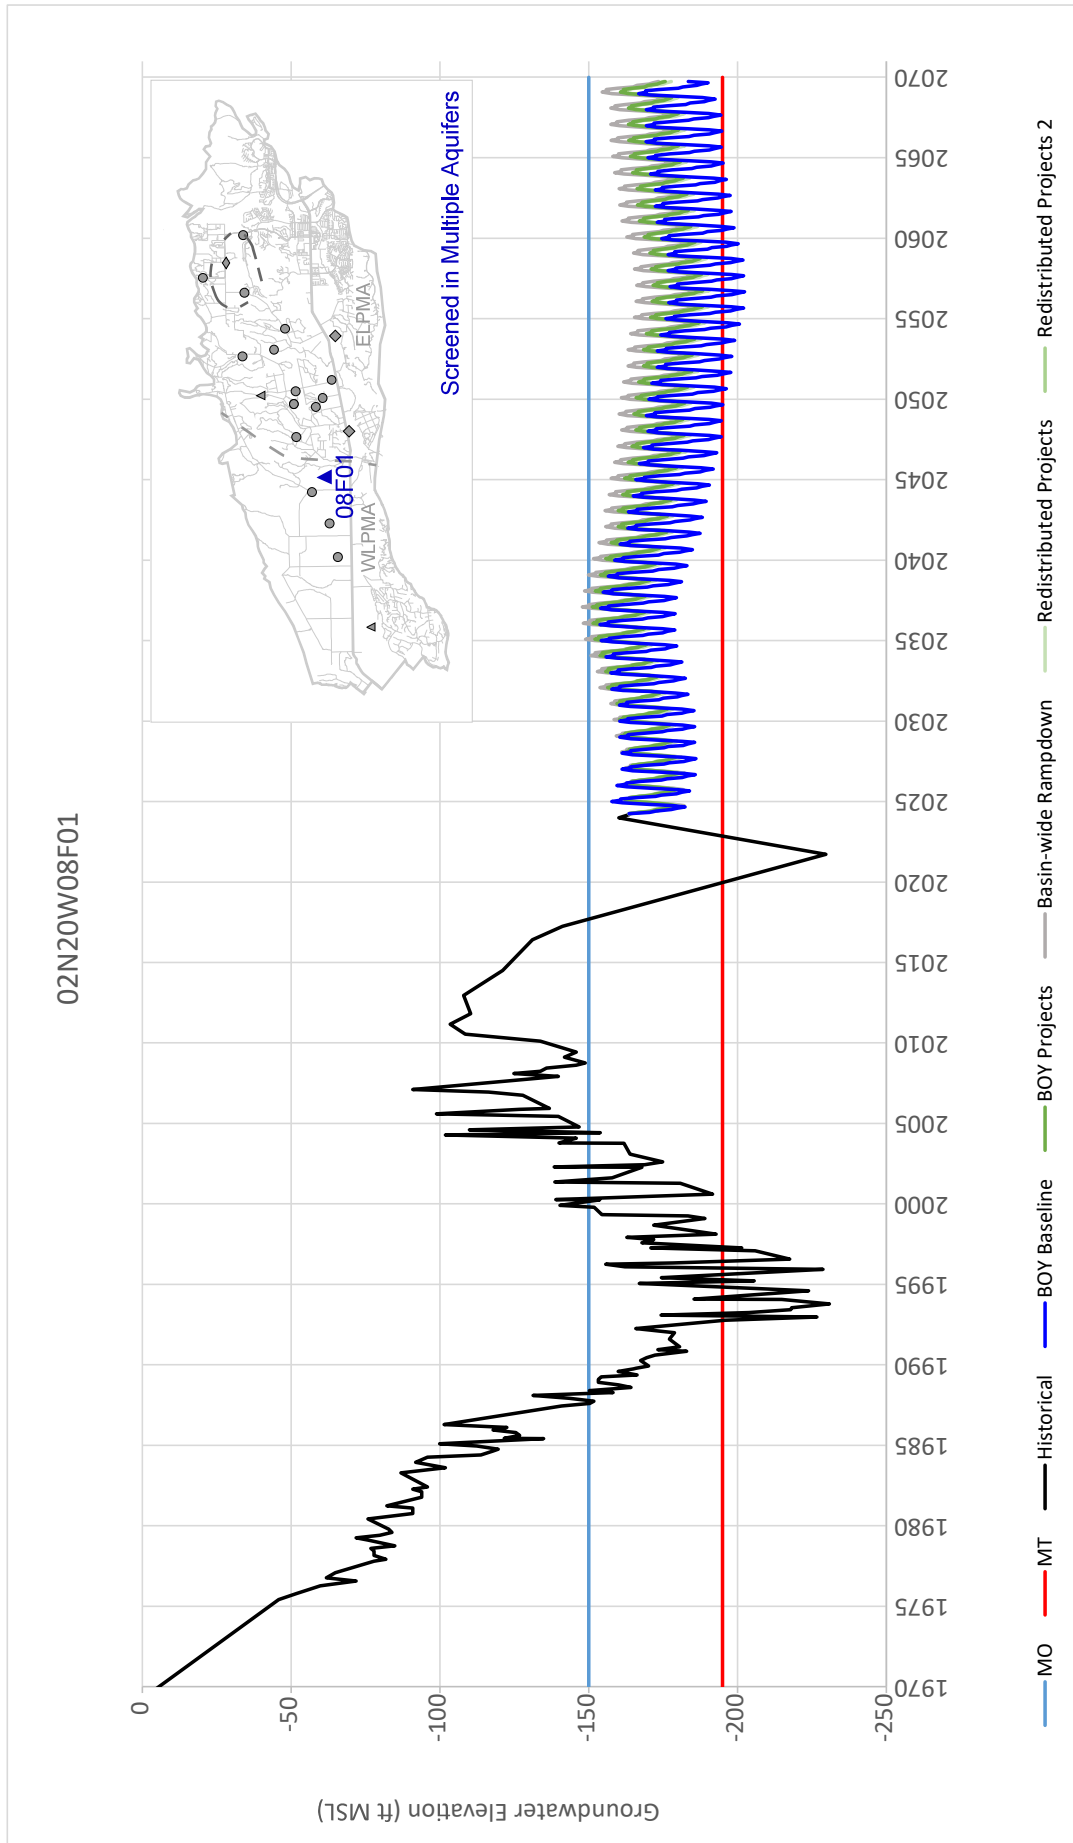 02N20W08F01
Groundwater Elevation (ft MSL)
0
-50
-100
-150
-200
-250
1970
1975
1980
1985
1990
1995
2000
2005
2010
2015
2020
2025
2030
2035
2040
2045
2050
2055
2060
2065
2070
WLPMA
ELPMA
08F01
Screened in Multiple Aquifers
MO
MT
Historical
BOY Baseline
BOY Projects
Basin-wide Rampdown
Redistributed Projects
Redistributed Projects 2